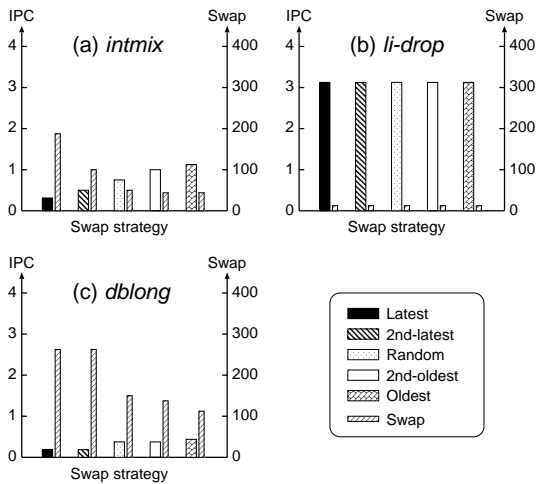 IPC Swap IPC Swap
(a) intmix
4 400
3 300
2 200
1 100
0 0
Swap strategy
(b) li-drop
4 400
3 300
2 200
1 100
0 0
Swap strategy
IPC Swap
(c) dblong
4 400
3 300
2 200
1 100
0 0
Swap strategy
Latest
2nd-latest
Random
2nd-oldest
Oldest
Swap